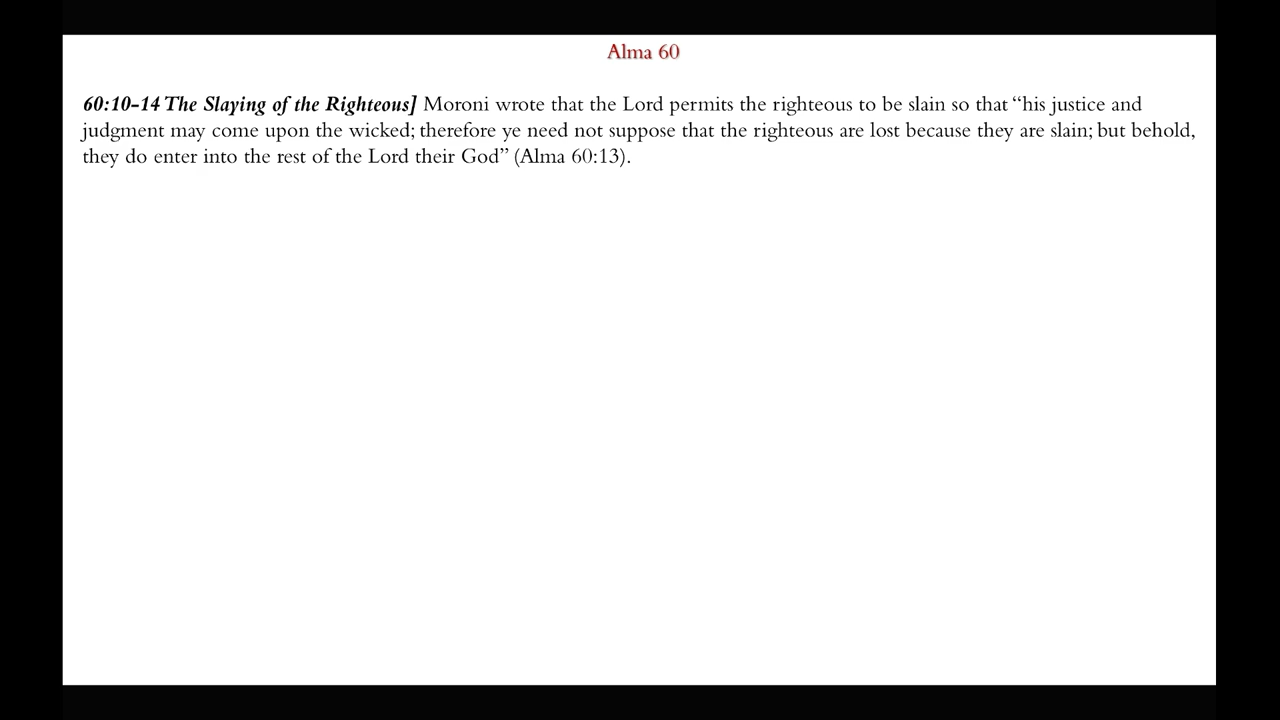 Alma 60
60:10-14 The Slaying of the Righteous] Moroni wrote that the Lord permits the righteous to be slain so that “his justice and
judgment may come upon the wicked; therefore ye need not suppose that the righteous are lost because they are slain; but behold,
they do enter into the rest of the Lord their God” (Alma 60:13).